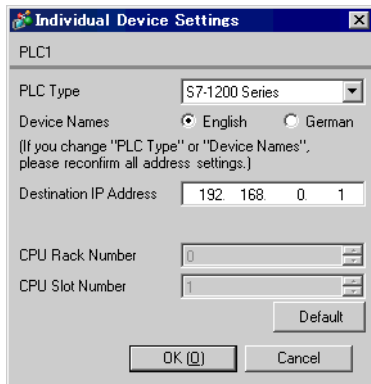 Individual Device Settings
PLC1
PLC Type
S7-1200 Series
Device Names
English
German
(If you change "PLC Type" or "Device Names",
please reconfirm all address settings.)
Destination IP Address
192. 168. 0. 1
CPU Rack Number
0
CPU Slot Number
1
Default
OK (O)
Cancel